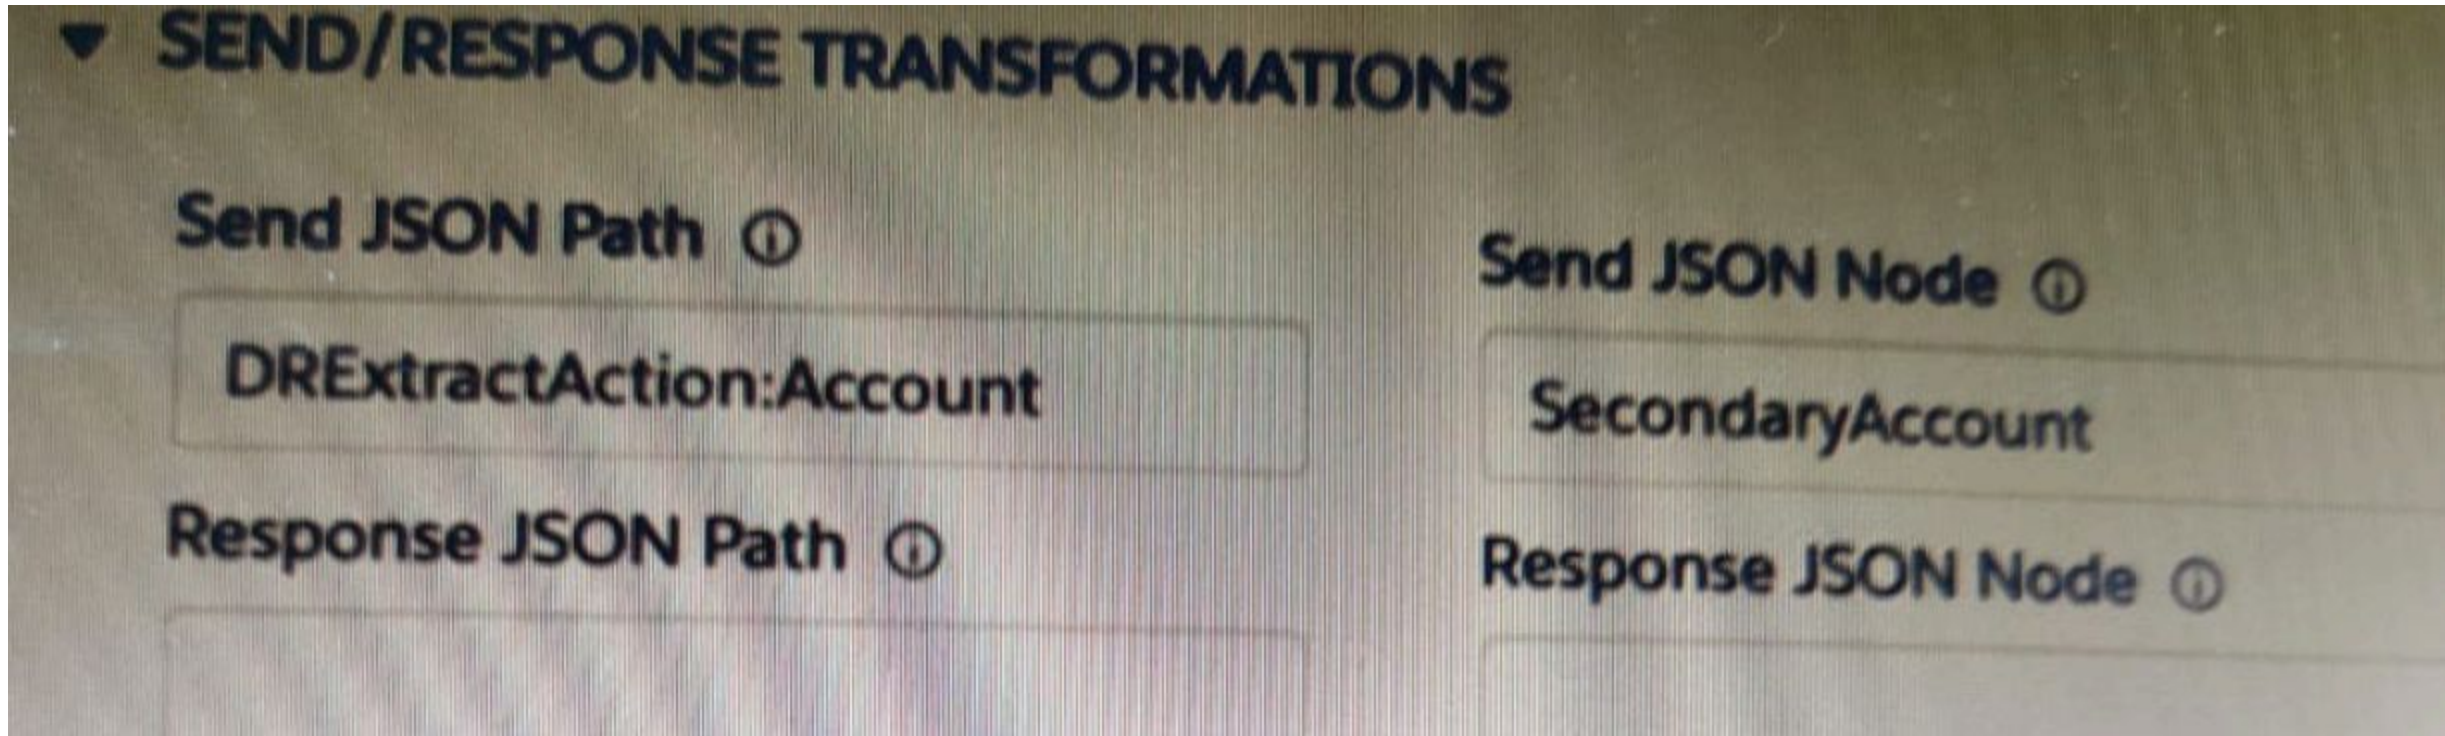 SEND/RESPONSE TRANSFORMATIONS
Send JSON Path
Send JSON Node
DRExtractAction:Account
SecondaryAccount
Response JSON Path
Response JSON Node